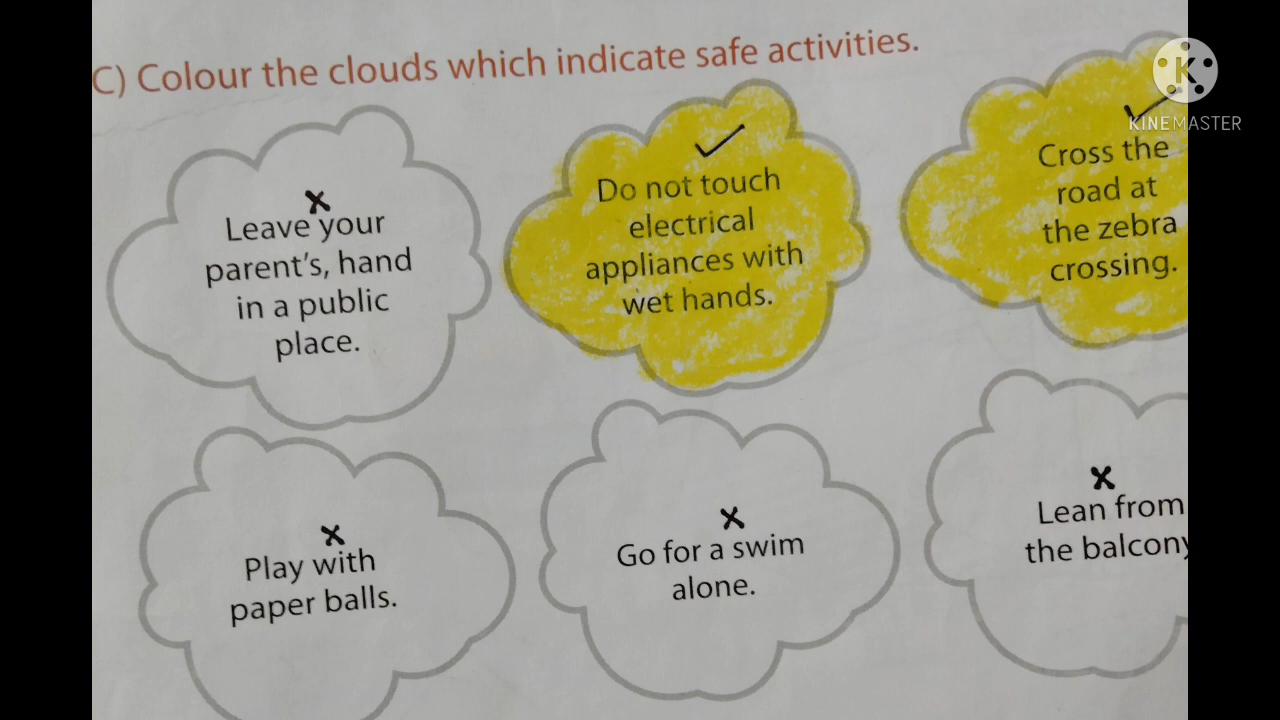 C) Colour the clouds which indicate safe activities.
K
KINEMASTER
Leave your
parent's, hand
in a public
place.
Do not touch
electrical
appliances with
wet hands.
Cross the
road at
the zebra
crossing.
Play with
paper balls.
Go for a swim
alone.
Lean from
the balcony